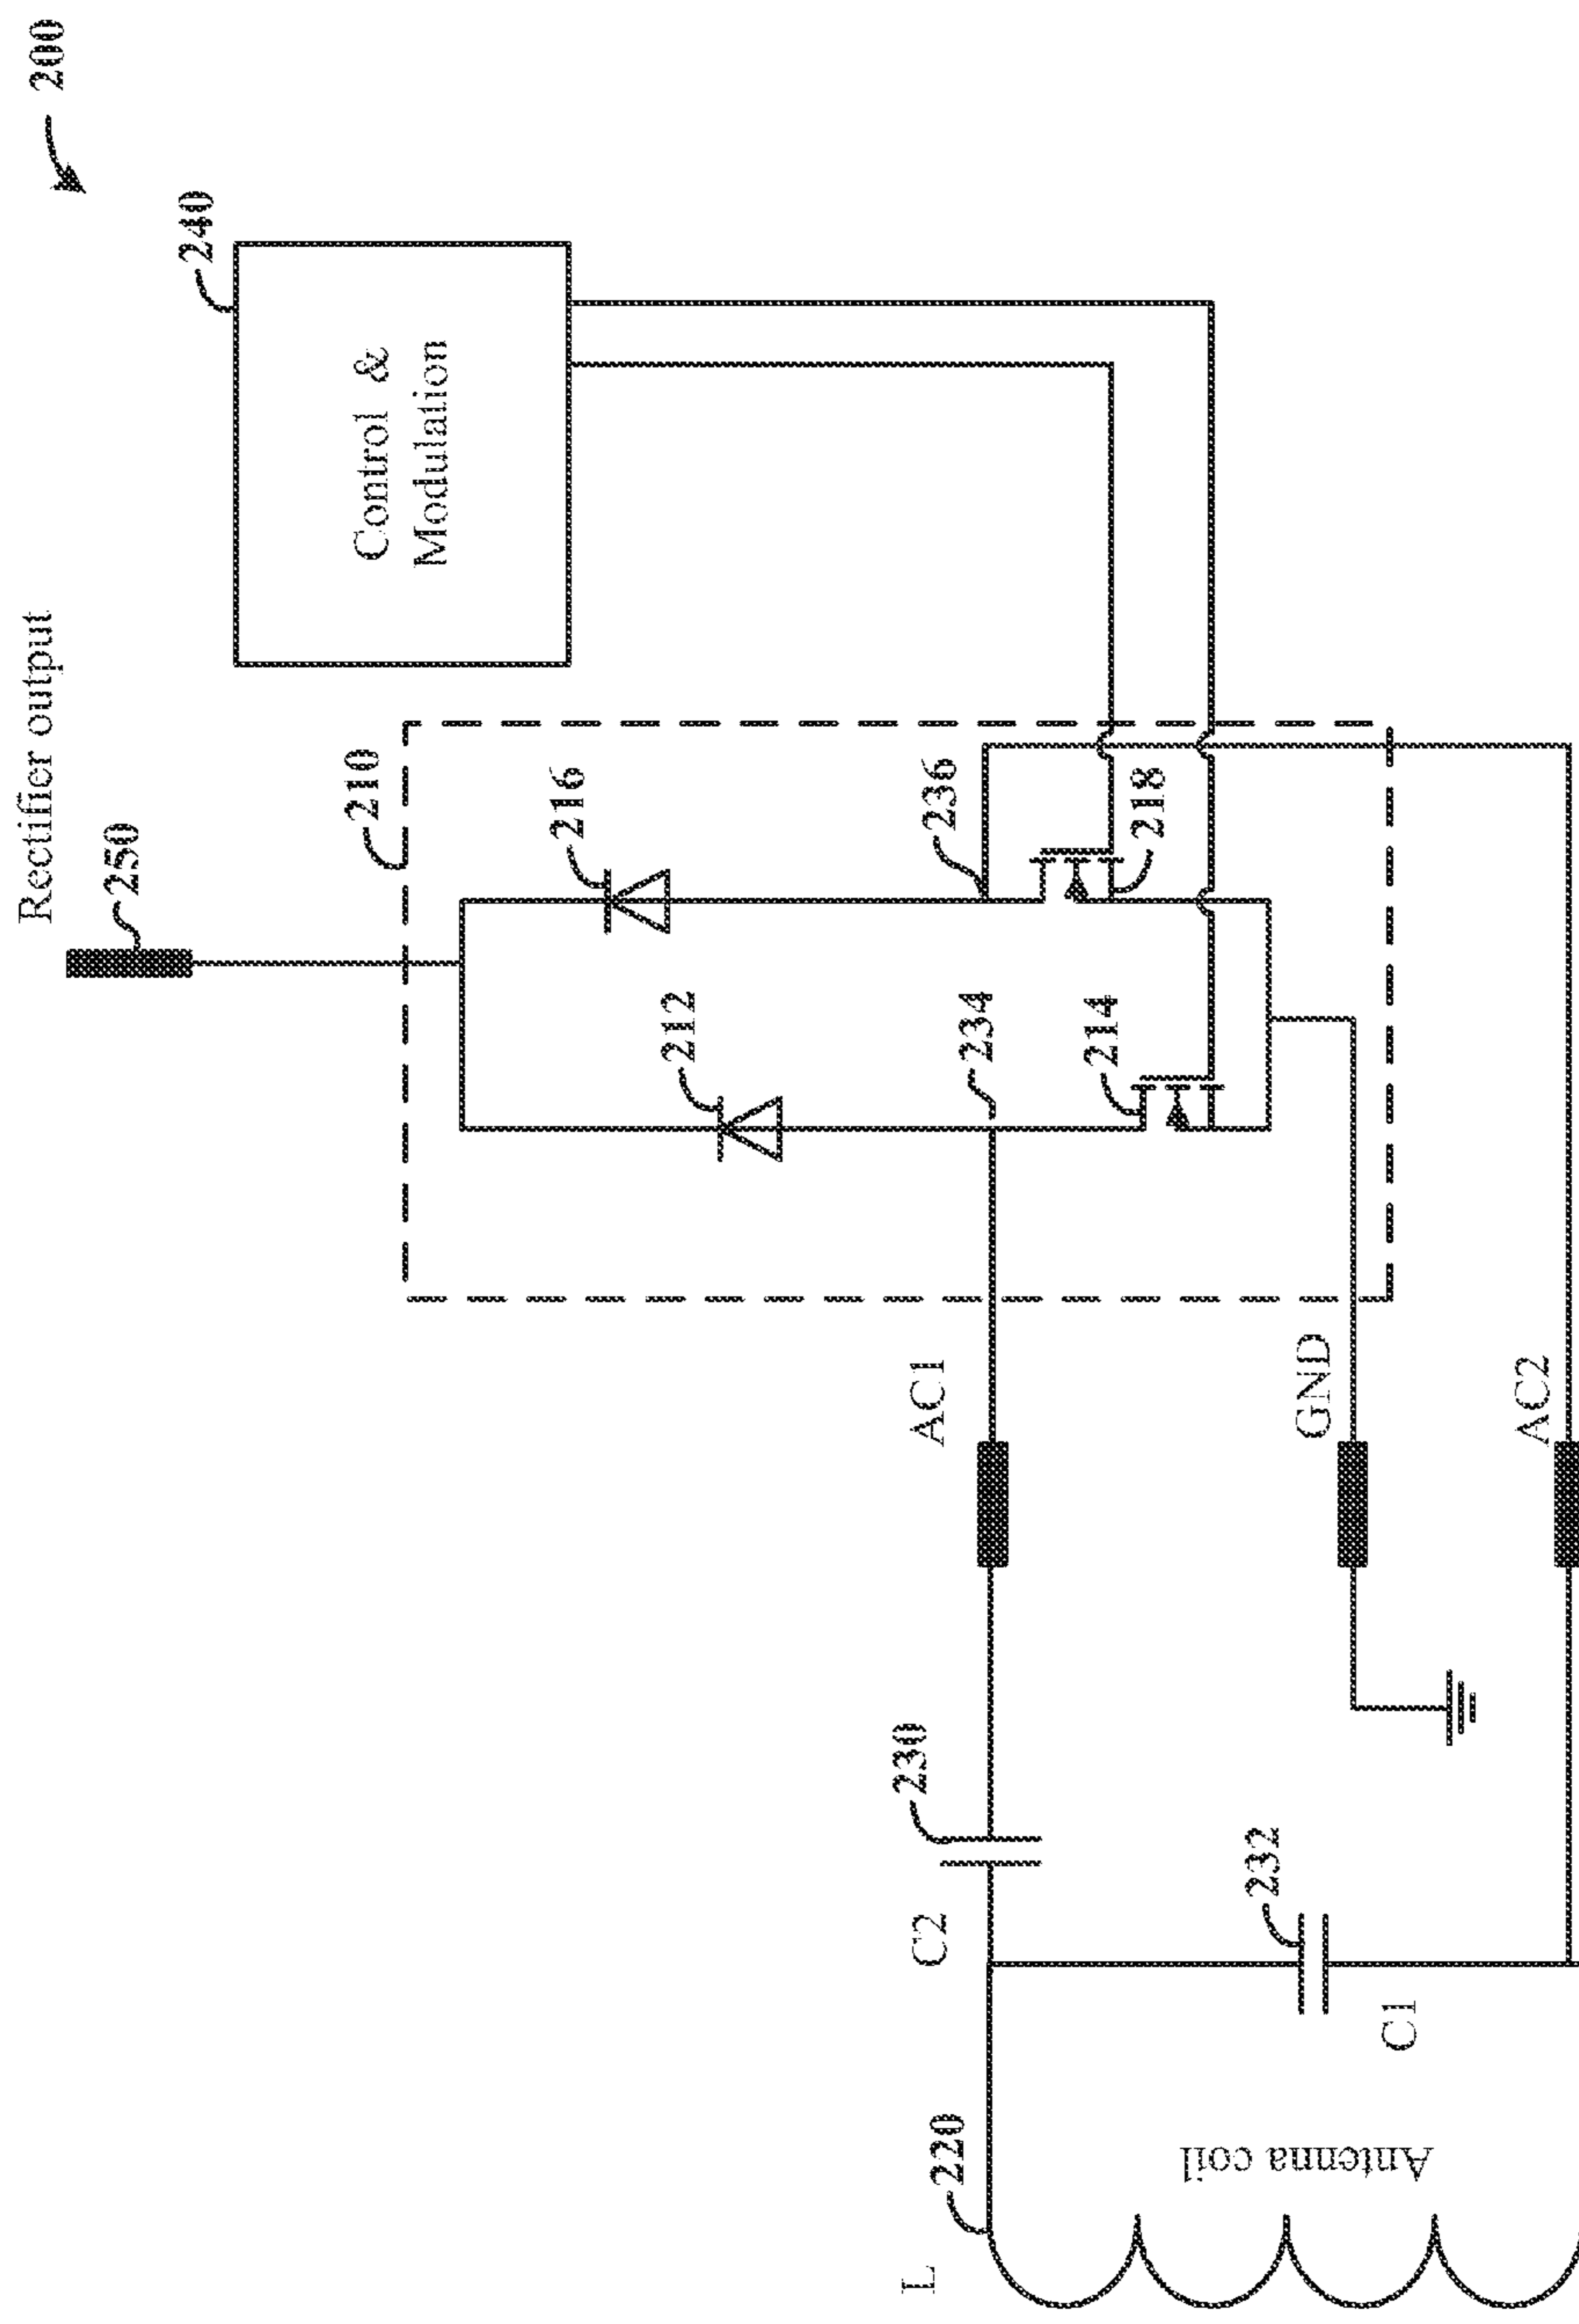 200
Rectifier output
250
240
Control &
Modulation
210
216
212
236
234
218
214
AC1
GND
AC2
230
C2
232
C1
220
L
Antenna coil